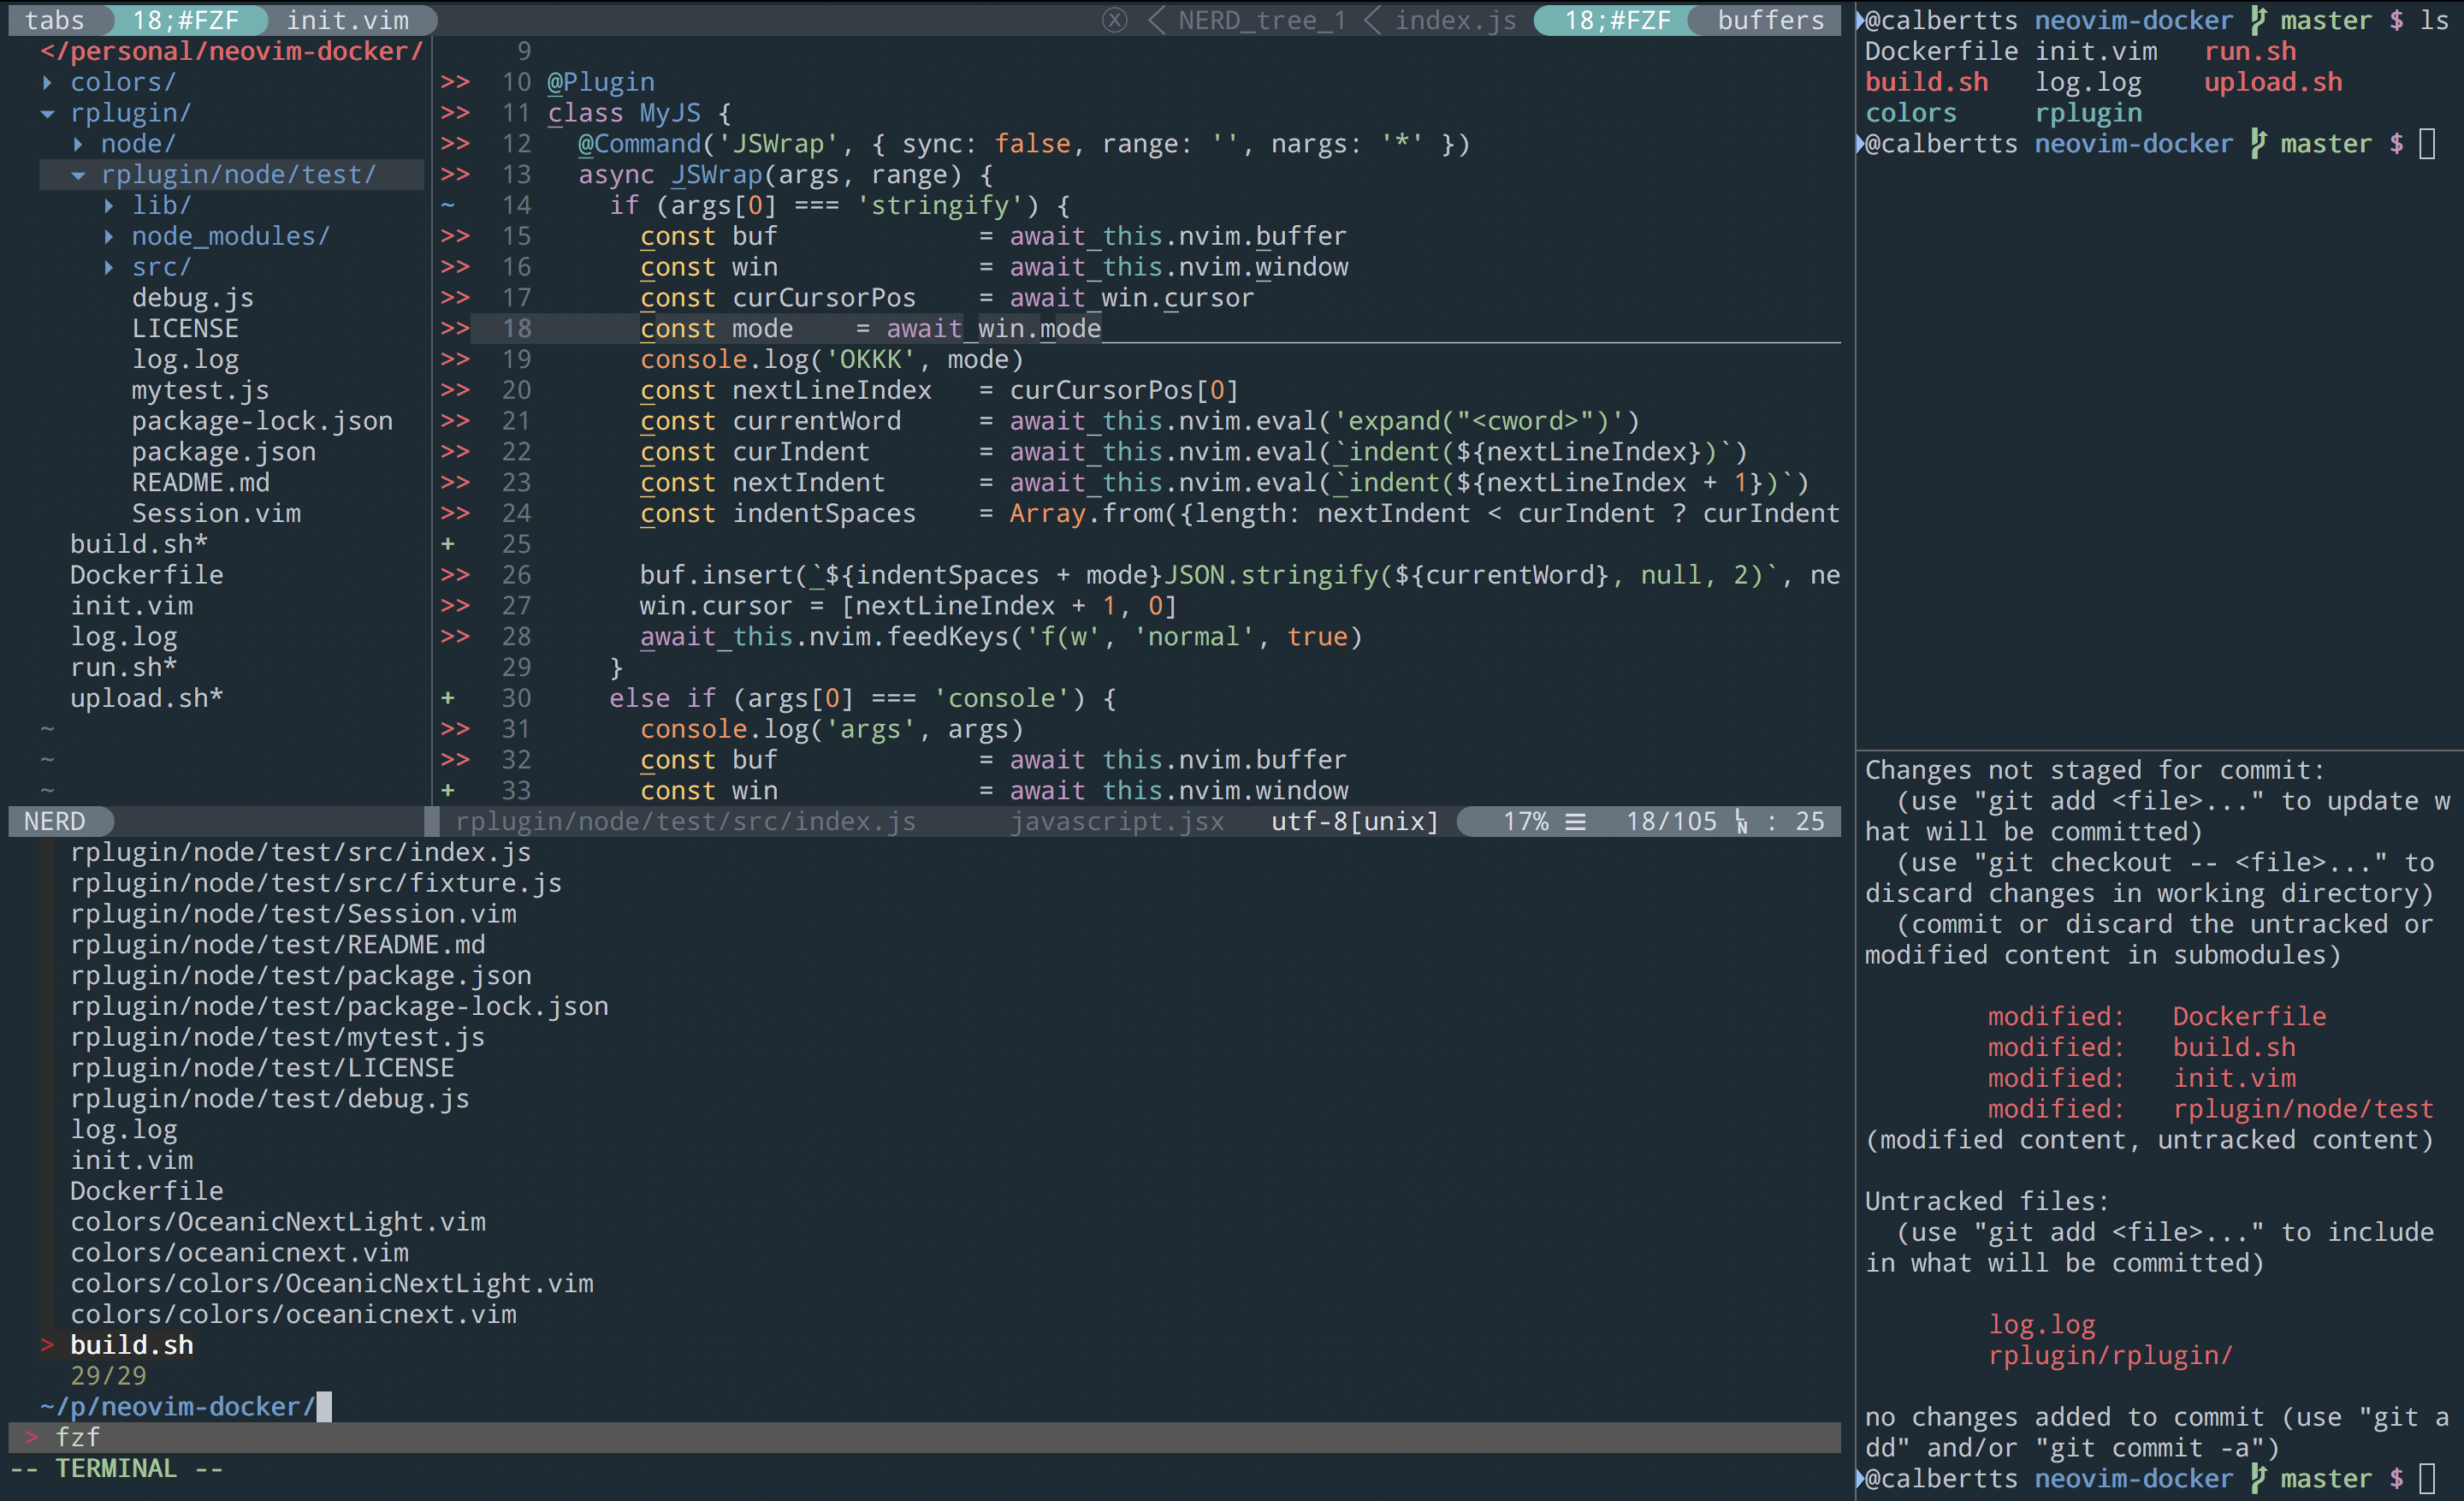 tabs 18;#FZF init.vim ⓧ NERD_tree_1 index.js 18;#FZF buffers
</personal/neovim-docker/
▸ colors/
▾ rplugin/
▸ node/
▾ rplugin/node/test/
▸ lib/
▸ node_modules/
▸ src/
debug.js
LICENSE
log.log
mytest.js
package-lock.json
package.json
README.md
Session.vim
build.sh*
Dockerfile
init.vim
log.log
run.sh*
upload.sh*
~
~
~
NERD
9
>> 10 @Plugin
>> 11 class MyJS {
>> 12   @Command('JSWrap', { sync: false, range: '', nargs: '*' })
>> 13   async JSWrap(args, range) {
~ 14     if (args[0] === 'stringify') {
>> 15       const buf             = await this.nvim.buffer
>> 16       const win             = await this.nvim.window
>> 17       const curCursorPos    = await win.cursor
>> 18       const mode    = await win.mode
>> 19       console.log('OKKK', mode)
>> 20       const nextLineIndex   = curCursorPos[0]
>> 21       const currentWord     = await this.nvim.eval('expand("<cword>")')
>> 22       const curIndent       = await this.nvim.eval(`indent(${nextLineIndex})`)
>> 23       const nextIndent      = await this.nvim.eval(`indent(${nextLineIndex + 1})`)
>> 24       const indentSpaces    = Array.from({length: nextIndent < curIndent ? curIndent
+ 25
>> 26       buf.insert(`${indentSpaces + mode}JSON.stringify(${currentWord}, null, 2)`, ne
>> 27       win.cursor = [nextLineIndex + 1, 0]
>> 28       await this.nvim.feedKeys('f(w', 'normal', true)
29     }
+ 30     else if (args[0] === 'console') {
>> 31       console.log('args', args)
>> 32       const buf             = await this.nvim.buffer
+ 33       const win             = await this.nvim.window
rplugin/node/test/src/index.js javascript.jsx utf-8[unix] 17% ☰ 18/105 ␤ : 25
rplugin/node/test/src/index.js
rplugin/node/test/src/fixture.js
rplugin/node/test/Session.vim
rplugin/node/test/README.md
rplugin/node/test/package.json
rplugin/node/test/package-lock.json
rplugin/node/test/mytest.js
rplugin/node/test/LICENSE
rplugin/node/test/debug.js
log.log
init.vim
Dockerfile
colors/OceanicNextLight.vim
colors/oceanicnext.vim
colors/colors/OceanicNextLight.vim
colors/colors/oceanicnext.vim
> build.sh
29/29
~/p/neovim-docker/
> fzf
-- TERMINAL --
@calbertts neovim-docker master $ ls
Dockerfile init.vim run.sh
build.sh log.log upload.sh
colors rplugin
@calbertts neovim-docker master $
Changes not staged for commit:
(use "git add <file>..." to update w
hat will be committed)
(use "git checkout -- <file>..." to
discard changes in working directory)
(commit or discard the untracked or
modified content in submodules)
modified: Dockerfile
modified: build.sh
modified: init.vim
modified: rplugin/node/test
(modified content, untracked content)
Untracked files:
(use "git add <file>..." to include
in what will be committed)
log.log
rplugin/rplugin/
no changes added to commit (use "git a
dd" and/or "git commit -a")
@calbertts neovim-docker master $